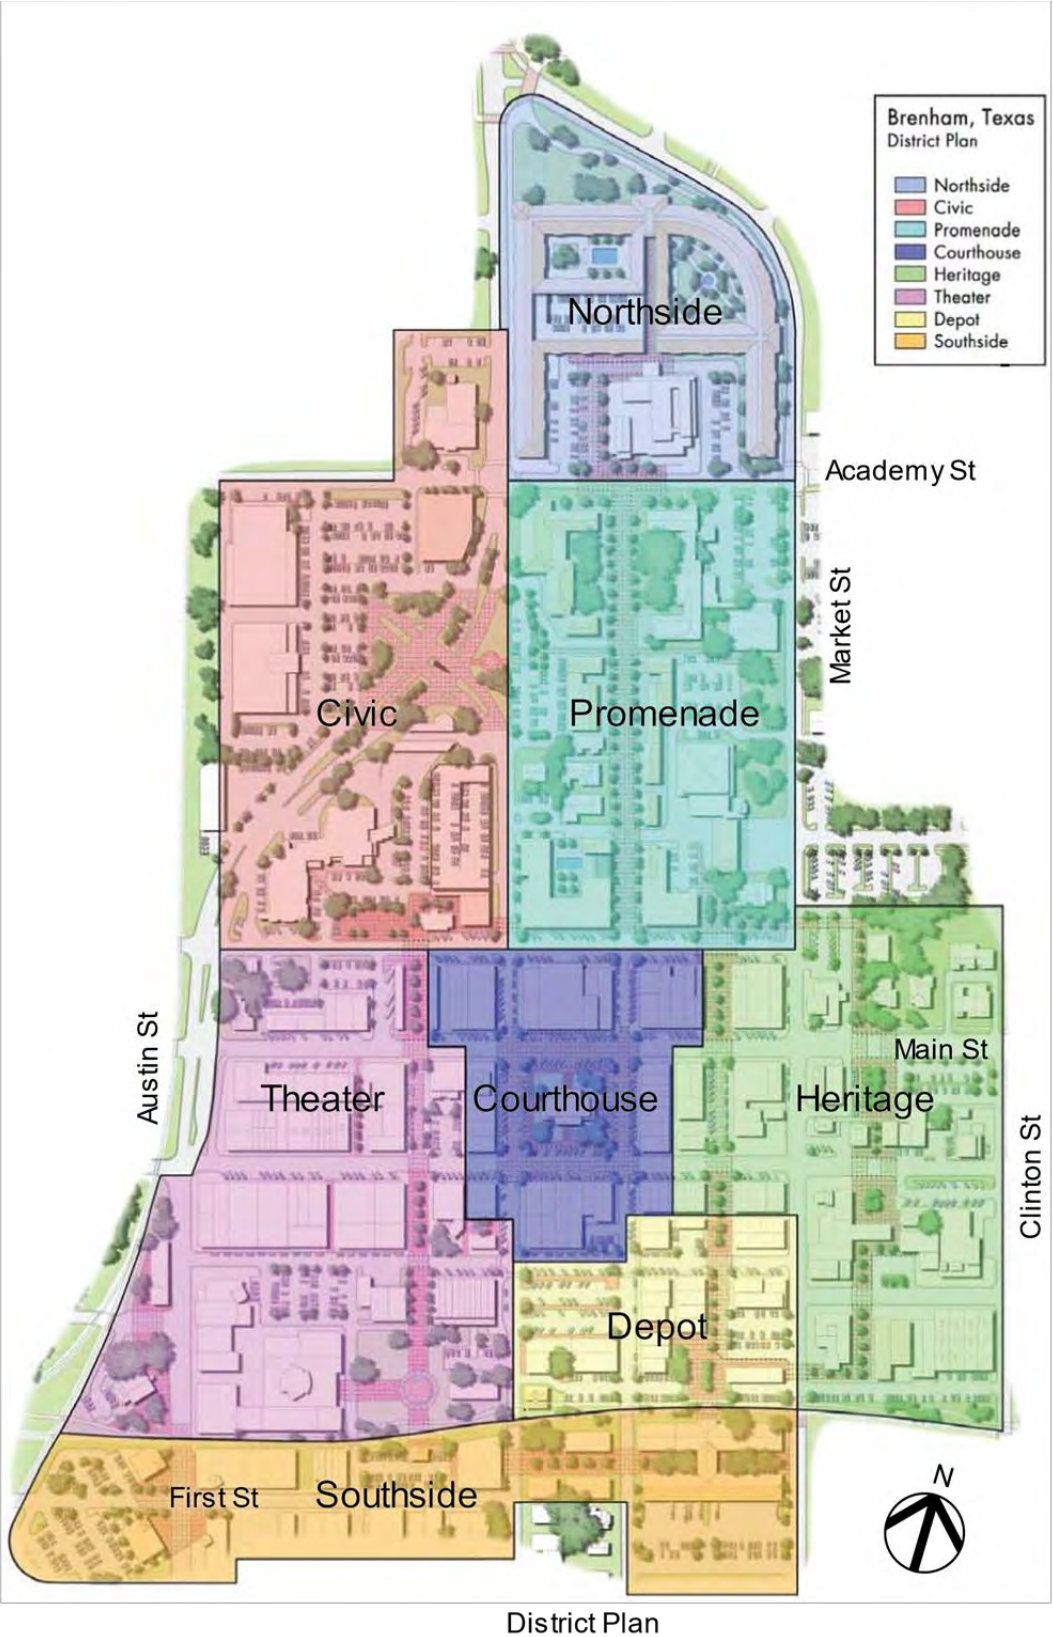 Brenham, Texas
District Plan
Northside
Civic
Promenade
Courthouse
Heritage
Theater
Depot
Southside
Northside
Academy St
Market St
Civic
Promenade
Austin St
Main St
Theater
Courthouse
Heritage
Clinton St
Depot
N
First St
Southside
District Plan